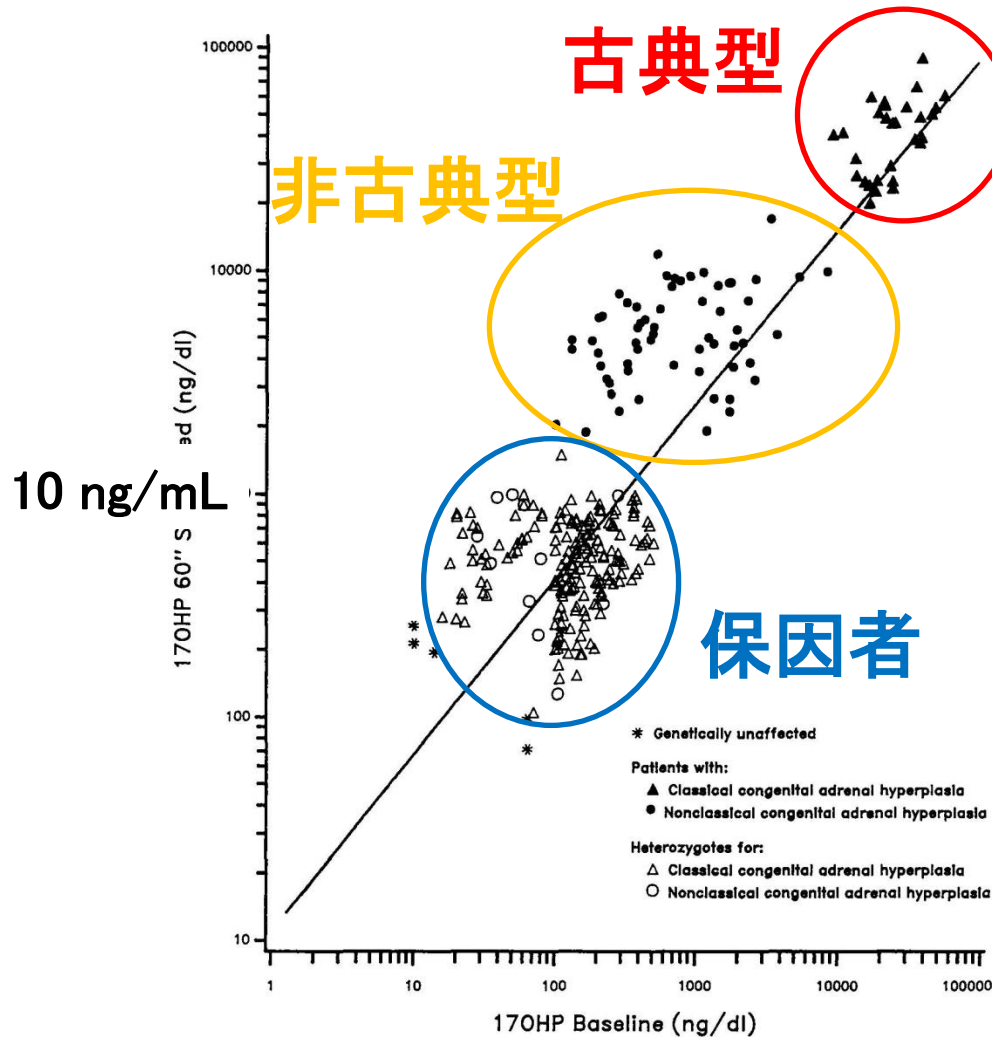 古典型
非古典型
保因者
100000
10000
10 ng/mL
100
10
1
10
100
1000
10000
100000
17OHP 60" S
ed (ng/dl)
17OHP Baseline (ng/dl)
* Genetically unaffected
Patients with:
▲ Classical congenital adrenal hyperplasia
● Nonclassical congenital adrenal hyperplasia
Heterozygotes for:
△ Classical congenital adrenal hyperplasia
○ Nonclassical congenital adrenal hyperplasia